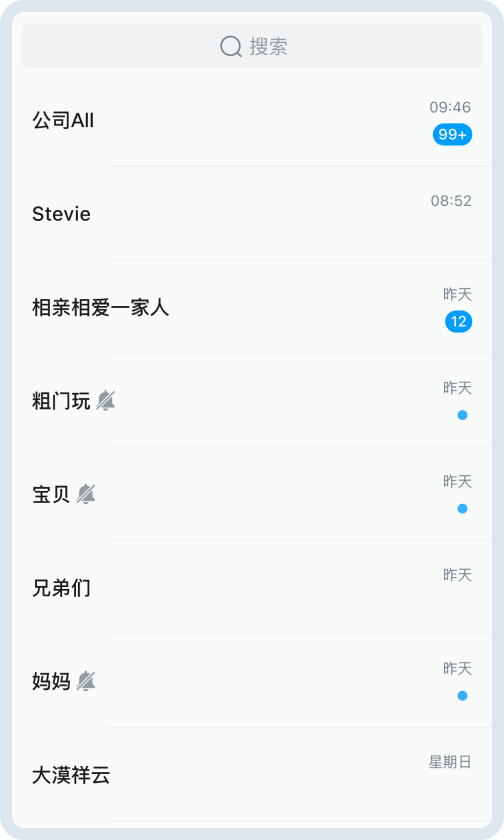 搜索
公司All
09:46
99+
Stevie
08:52
相亲相爱一家人
昨天
12
粗门玩
昨天
宝贝
昨天
兄弟们
昨天
妈妈
昨天
大漠祥云
星期日